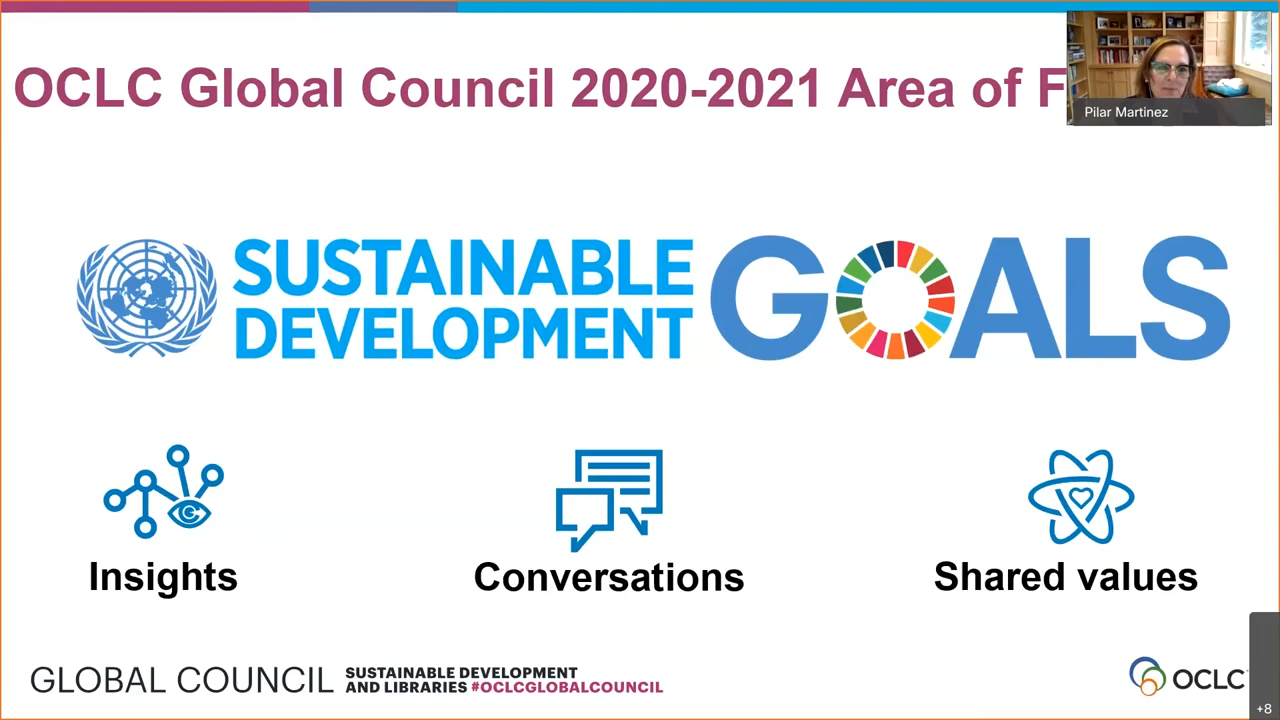 OCLC Global Council 2020-2021 Area of F
Pilar Martinez
SUSTAINABLE
DEVELOPMENT
GOALS
Insights
Conversations
Shared values
GLOBAL COUNCIL
SUSTAINABLE DEVELOPMENT
AND LIBRARIES #OCLCGLOBALCOUNCIL
OCLC
+8